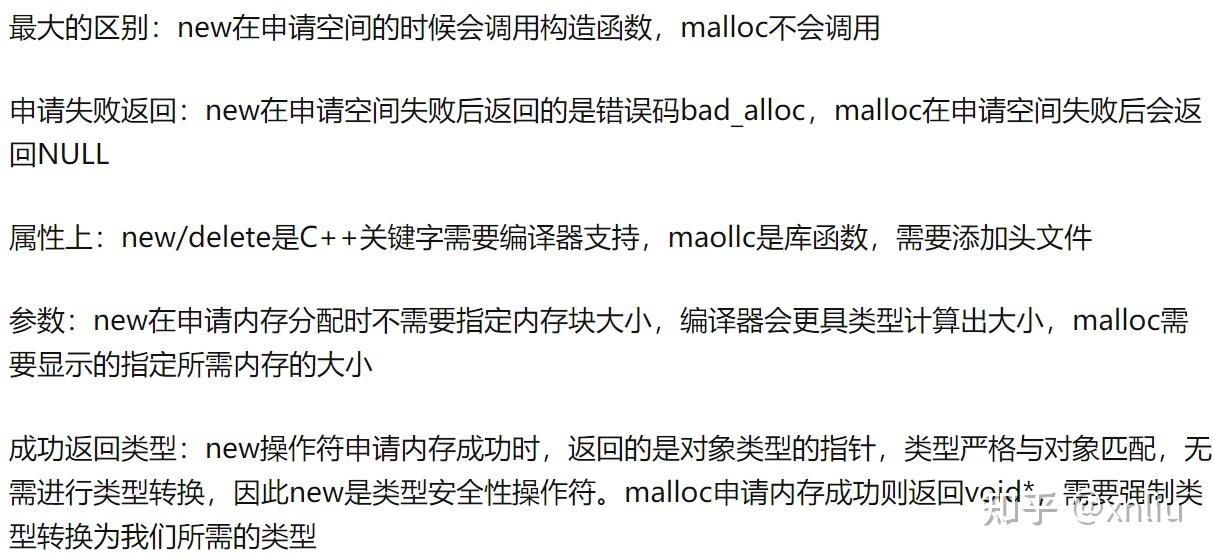 最大的区别：new在申请空间的时候会调用构造函数，malloc不会调用
申请失败返回：new在申请空间失败后返回的是错误码bad_alloc，malloc在申请空间失败后会返
回NULL
属性上：new/delete是C++关键字需要编译器支持，maollc是库函数，需要添加头文件
参数：new在申请内存分配时不需要指定内存块大小，编译器会更具类型计算出大小，malloc需
要显示的指定所需内存的大小
成功返回类型：new操作符申请内存成功时，返回的是对象类型的指针，类型严格与对象匹配，无
需进行类型转换，因此new是类型安全性操作符。malloc申请内存成功则返回void*，需要强制类
型转换为我们所需的类型
知乎 @xnliu